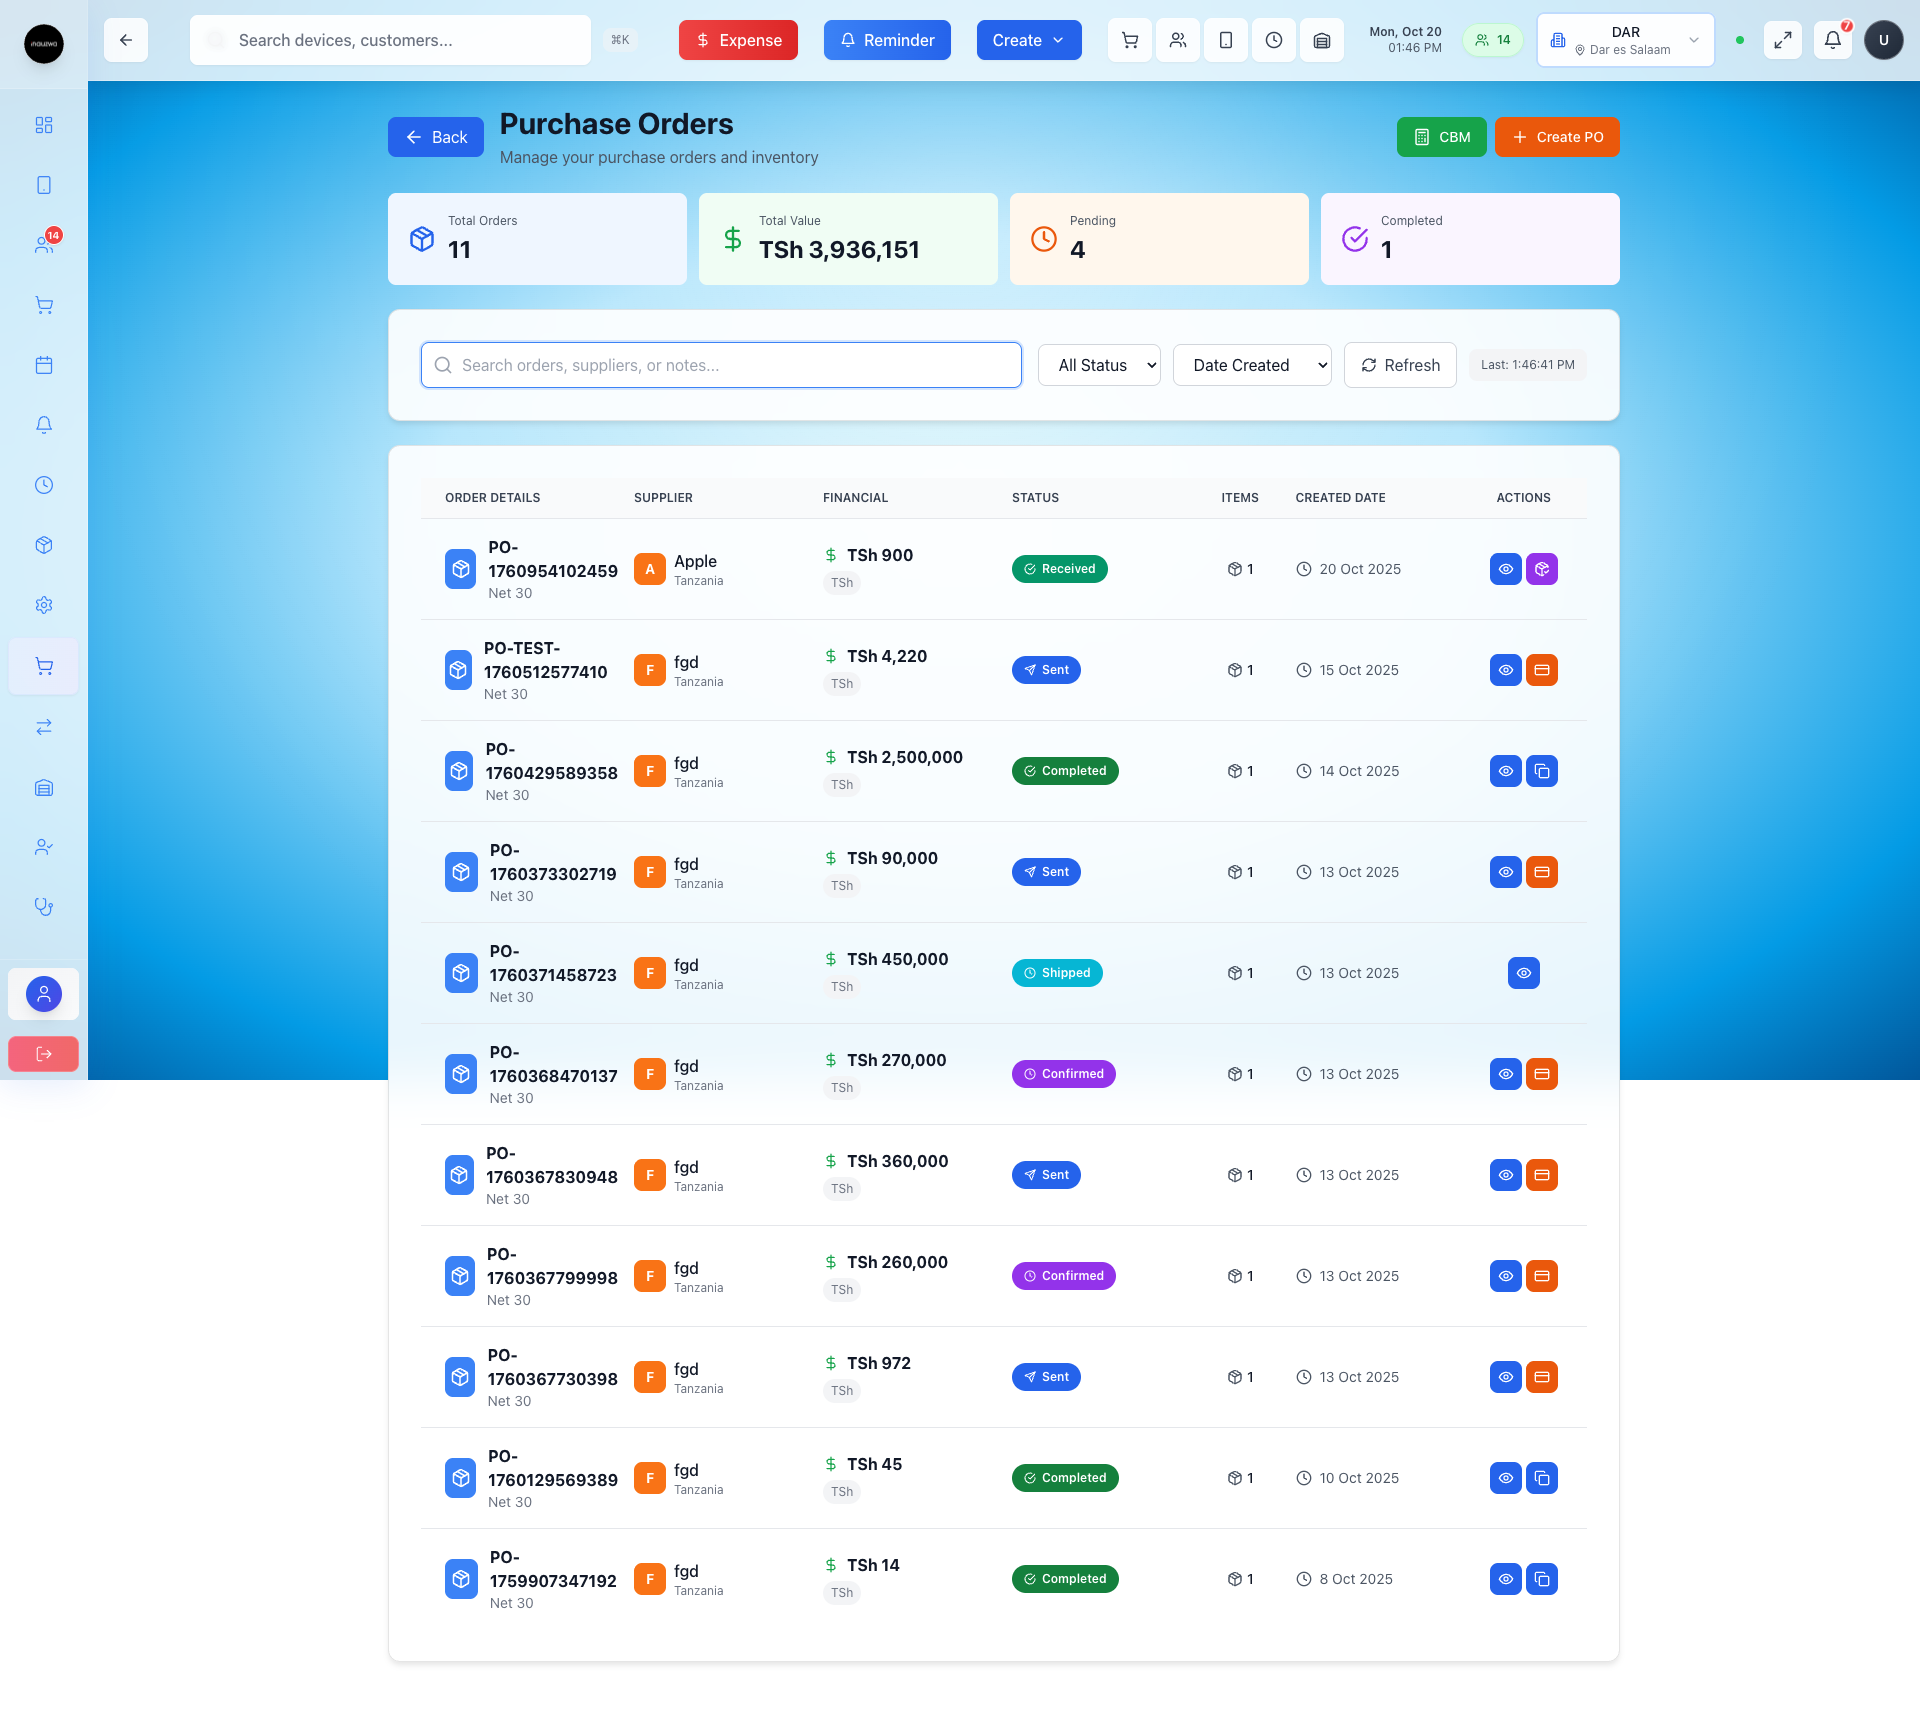 inauzwa
Search devices, customers...
⌘K
Expense
Reminder
Create
Mon, Oct 20
01:46 PM
14
DAR
Dar es Salaam
7
U
14
Back
Purchase Orders
Manage your purchase orders and inventory
CBM
Create PO
Total Orders
11
Total Value
TSh 3,936,151
Pending
4
Completed
1
Search orders, suppliers, or notes...
All Status
Date Created
Refresh
Last: 1:46:41 PM
ORDER DETAILS SUPPLIER FINANCIAL STATUS ITEMS CREATED DATE ACTIONS
PO-
1760954102459
Net 30
A
Apple
Tanzania
TSh 900
TSh
Received
1
20 Oct 2025
PO-TEST-
1760512577410
Net 30
F
fgd
Tanzania
TSh 4,220
TSh
Sent
1
15 Oct 2025
PO-
1760429589358
Net 30
F
fgd
Tanzania
TSh 2,500,000
TSh
Completed
1
14 Oct 2025
PO-
1760373302719
Net 30
F
fgd
Tanzania
TSh 90,000
TSh
Sent
1
13 Oct 2025
PO-
1760371458723
Net 30
F
fgd
Tanzania
TSh 450,000
TSh
Shipped
1
13 Oct 2025
PO-
1760368470137
Net 30
F
fgd
Tanzania
TSh 270,000
TSh
Confirmed
1
13 Oct 2025
PO-
1760367830948
Net 30
F
fgd
Tanzania
TSh 360,000
TSh
Sent
1
13 Oct 2025
PO-
1760367799998
Net 30
F
fgd
Tanzania
TSh 260,000
TSh
Confirmed
1
13 Oct 2025
PO-
1760367730398
Net 30
F
fgd
Tanzania
TSh 972
TSh
Sent
1
13 Oct 2025
PO-
1760129569389
Net 30
F
fgd
Tanzania
TSh 45
TSh
Completed
1
10 Oct 2025
PO-
1759907347192
Net 30
F
fgd
Tanzania
TSh 14
TSh
Completed
1
8 Oct 2025